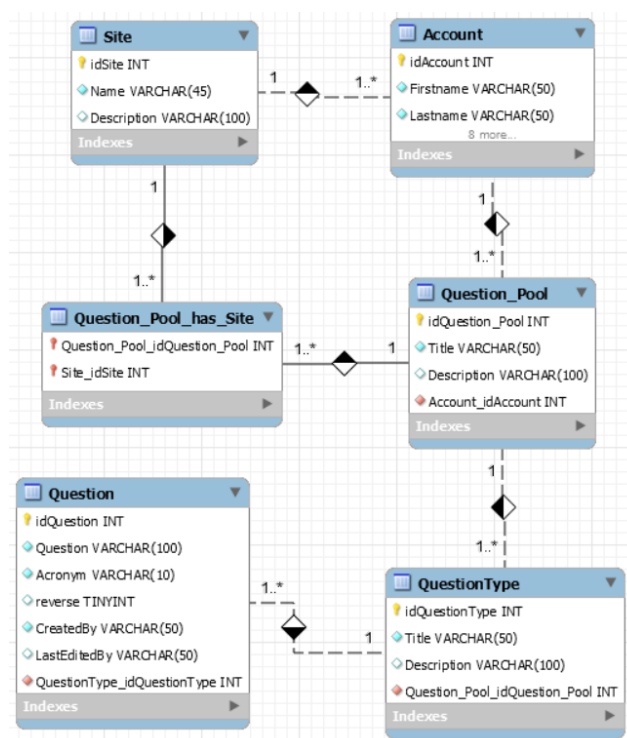 Site
idSite INT
Name VARCHAR(45)
Description VARCHAR(100)
Indexes
1
1..*
Account
idAccount INT
Firstname VARCHAR(50)
Lastname VARCHAR(50)
8 more...
Indexes
1
1..*
1
1..*
Question_Pool_has_Site
Question_Pool_idQuestion_Pool INT
Site_idSite INT
Indexes
1..*
1
Question_Pool
idQuestion_Pool INT
Title VARCHAR(50)
Description VARCHAR(100)
Account_idAccount INT
Indexes
1
1..*
Question
idQuestion INT
Question VARCHAR(100)
Acronym VARCHAR(10)
reverse TINYINT
CreatedBy VARCHAR(50)
LastEditedBy VARCHAR(50)
QuestionType_idQuestionType INT
Indexes
1..*
1
QuestionType
idQuestionType INT
Title VARCHAR(50)
Description VARCHAR(100)
Question_Pool_idQuestion_Pool INT
Indexes